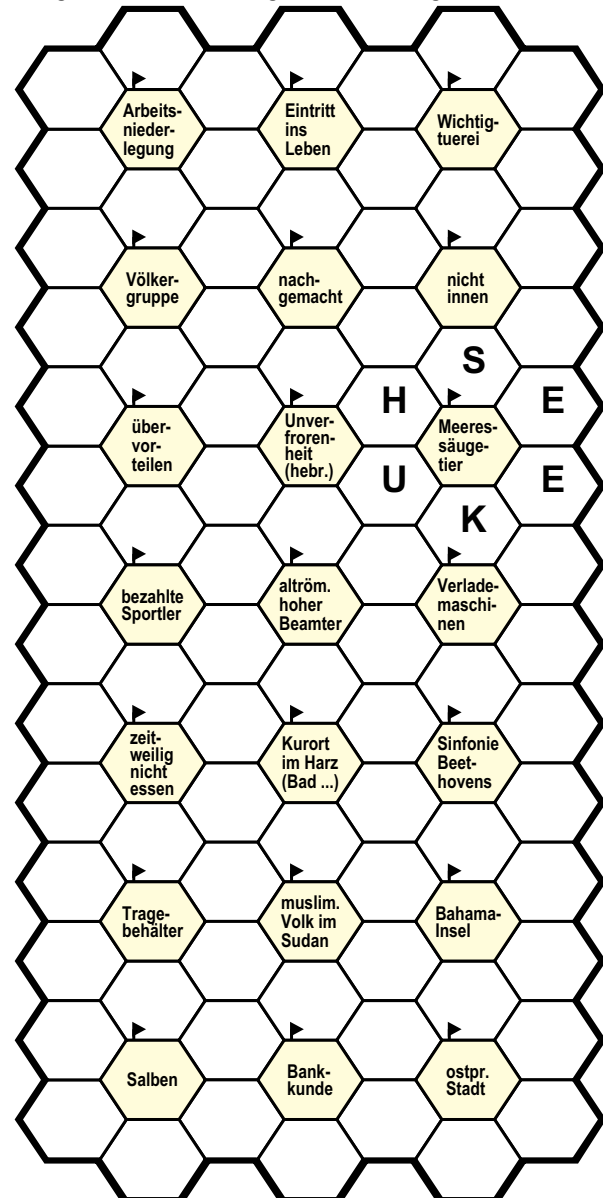 Arbeits-
nieder-
legung
Eintritt
ins
Leben
Wichtig-
tuerei
Völker-
gruppe
nach-
gemacht
nicht
innen
S
H
E
über-
vor-
teilen
Unver-
froren-
heit
(hebr.)
Meeres-
säuge-
tier
U
E
K
bezahlte
Sportler
altröm.
hoher
Beamter
Verlade-
maschi-
nen
zeit-
weilig
nicht
essen
Kurort
im Harz
(Bad ...)
Sinfonie
Beet-
hovens
Trage-
behälter
muslim.
Volk im
Sudan
Bahama-
Insel
Salben
Bank-
kunde
ostpr.
Stadt